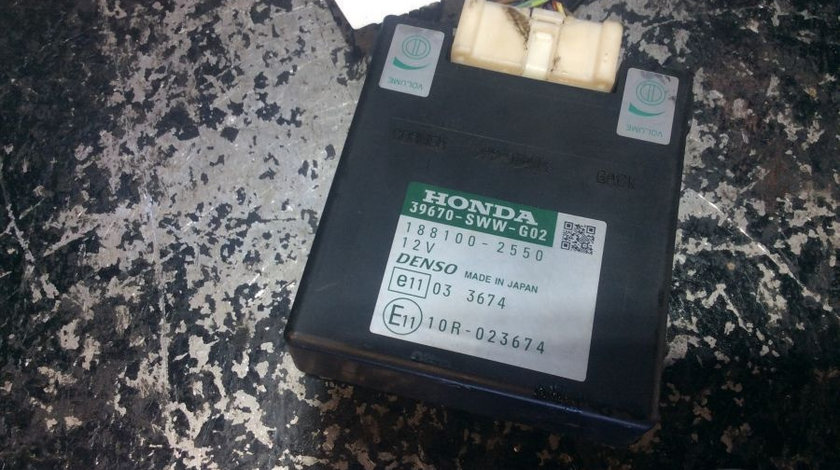 VOLUME
VOLUME
HONDA
39670-SWW-G02
188100-2550
12V
DENSO MADE IN JAPAN
e11 03 3674
E11 10R-023674